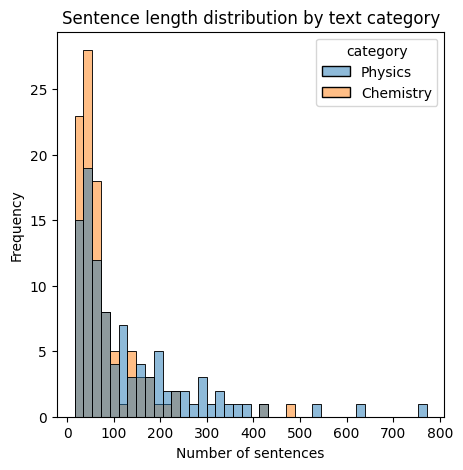 Sentence length distribution by text category
category
Physics
Chemistry
Frequency
25
20
15
10
5
0
0 100 200 300 400 500 600 700 800
Number of sentences